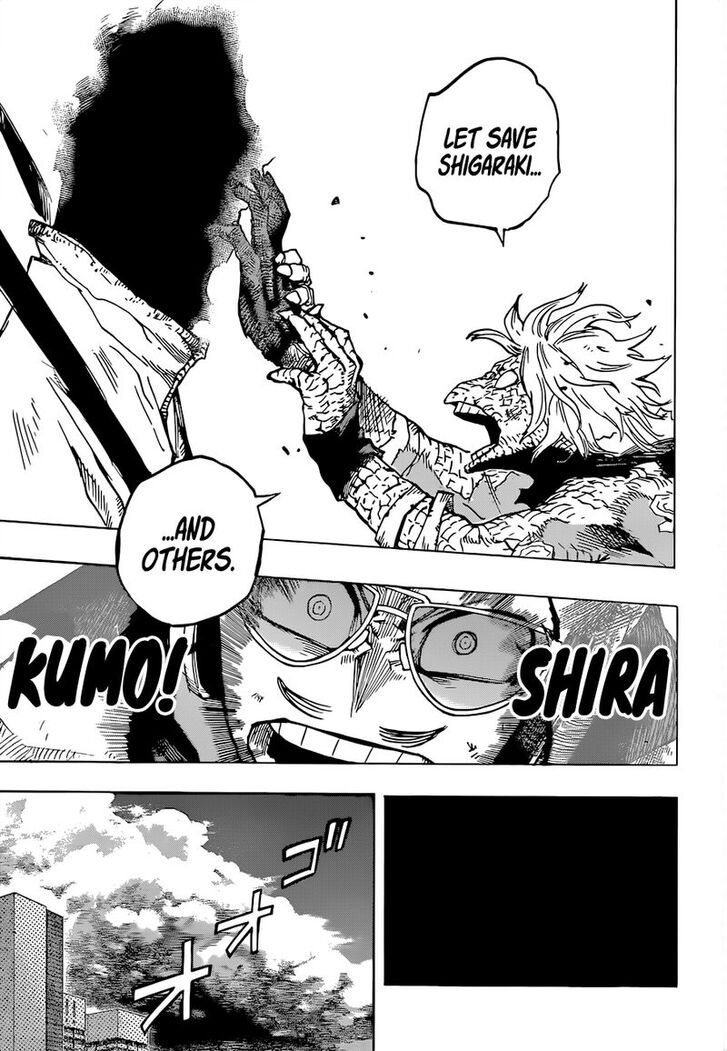 LET SAVE
SHIGARAKI...
...AND
OTHERS.
SHIRA
KUMO!
ゴ
オ
オ